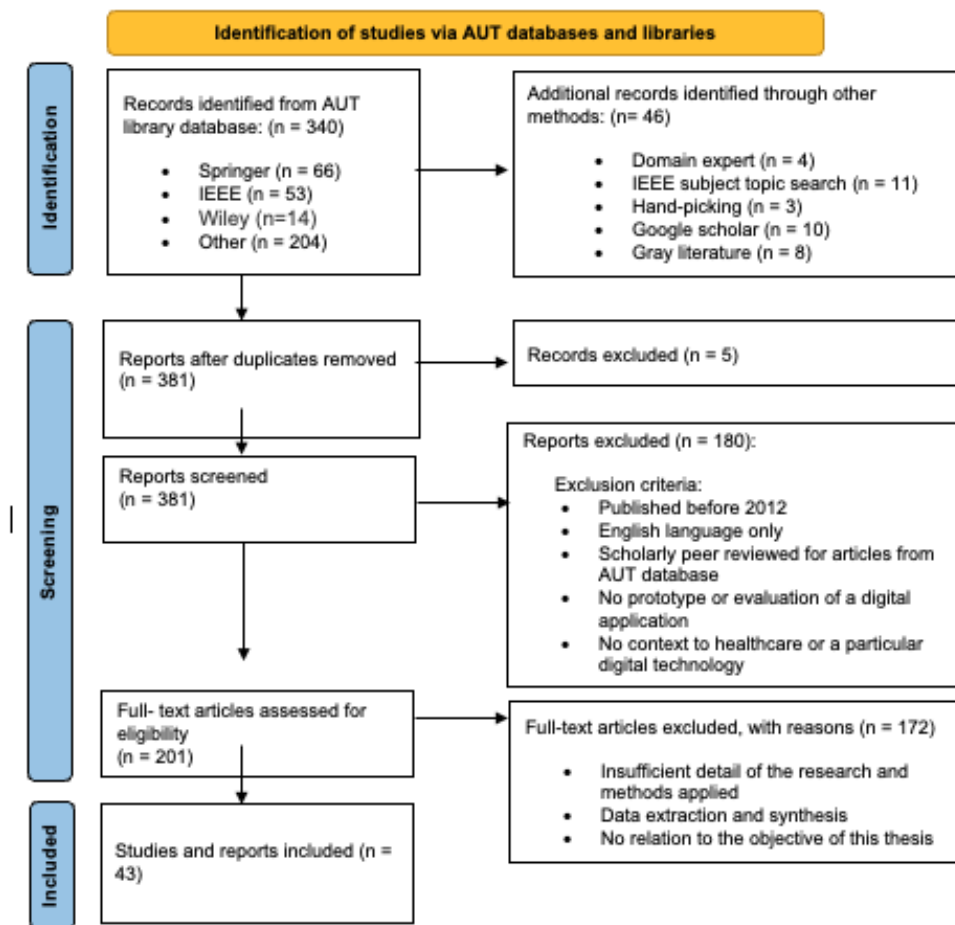 Identification of studies via AUT databases and libraries
Identification
Records identified from AUT
library database: (n = 340)
• Springer (n = 66)
• IEEE (n = 53)
• Wiley (n=14)
• Other (n = 204)
Additional records identified through other
methods: (n= 46)
• Domain expert (n = 4)
• IEEE subject topic search (n = 11)
• Hand-picking (n = 3)
• Google scholar (n = 10)
• Gray literature (n = 8)
Screening
Reports after duplicates removed
(n = 381)
Records excluded (n = 5)
Reports screened
(n = 381)
Reports excluded (n = 180):
Exclusion criteria:
• Published before 2012
• English language only
• Scholarly peer reviewed for articles from
AUT database
• No prototype or evaluation of a digital
application
• No context to healthcare or a particular
digital technology
Full- text articles assessed for
eligibility
(n = 201)
Full-text articles excluded, with reasons (n = 172)
• Insufficient detail of the research and
methods applied
• Data extraction and synthesis
• No relation to the objective of this thesis
Included
Studies and reports included (n =
43)